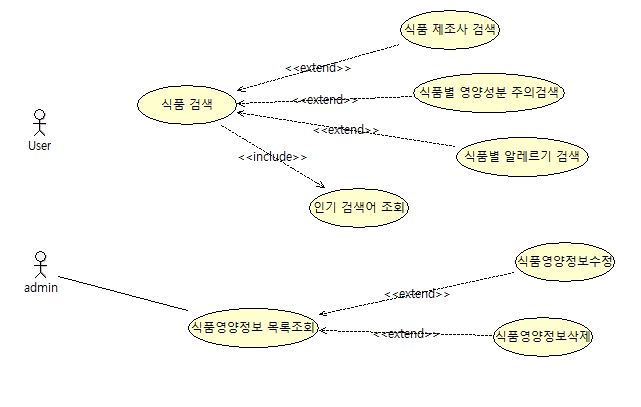 식품 제조사 검색
<<extend>>
식품 검색
식품별 영양성분 주의검색
<<extend>>
<<extend>>
User
식품별 알레르기 검색
<<include>>
인기 검색어 조회
admin
식품영양정보수정
<<extend>>
식품영양정보 목록조회
<<extend>>
식품영양정보삭제